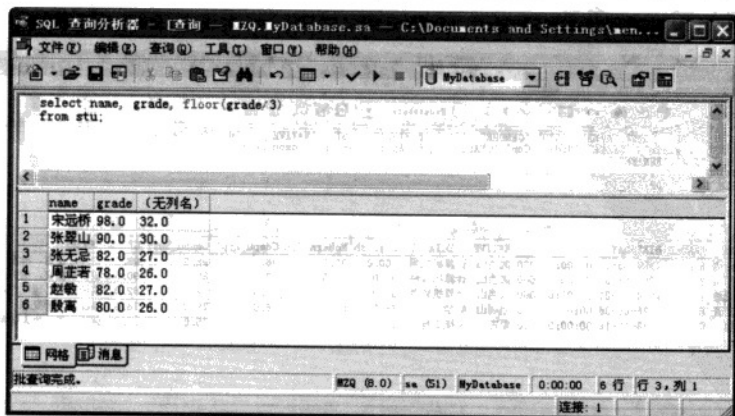 SQL 查询分析器 - [查询 — MZQ.MyDatabase.sa — C:\Documents and Settings\men...
文件(F) 编辑(E) 查询(Q) 工具(T) 窗口(W) 帮助(H)
MyDatabase
select name, grade, floor(grade/3)
from stu;
name grade (无列名)
1 宋远桥 98.0 32.0
2 张翠山 90.0 30.0
3 张无忌 82.0 27.0
4 周芷若 78.0 26.0
5 赵敏 82.0 27.0
6 殷离 80.0 26.0
网格 消息
批查询完成。 MZQ (8.0) sa (51) MyDatabase 0:00:00 6 行 行 3, 列 1
连接: 1